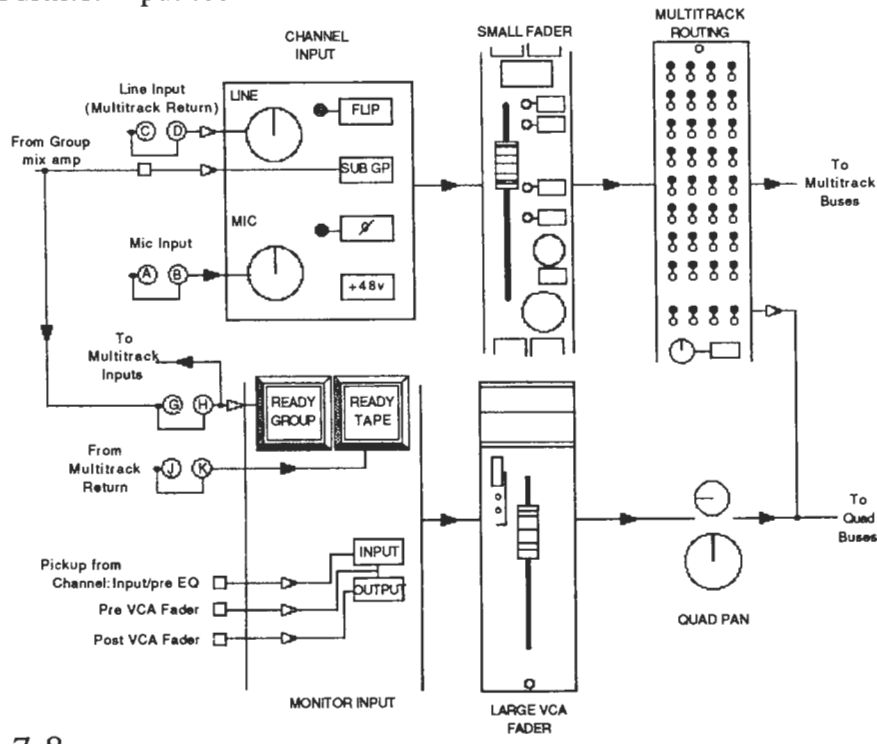 MULTITRACK
ROUTING
CHANNEL
INPUT
SMALL FADER
Line Input
(Multitrack Return)
C D
LINE
FLIP
From Group
mix amp
SUB GP
MIC
Mic Input
A B
+48v
To
Multitrack
Buses
To
Multitrack
Inputs
G H
READY
GROUP
READY
TAPE
From
Multitrack
Return
J K
Pickup from
Channel: Input/pre EQ
Pre VCA Fader
Post VCA Fader
INPUT
OUTPUT
MONITOR INPUT
LARGE VCA
FADER
QUAD PAN
To
Quad
Buses